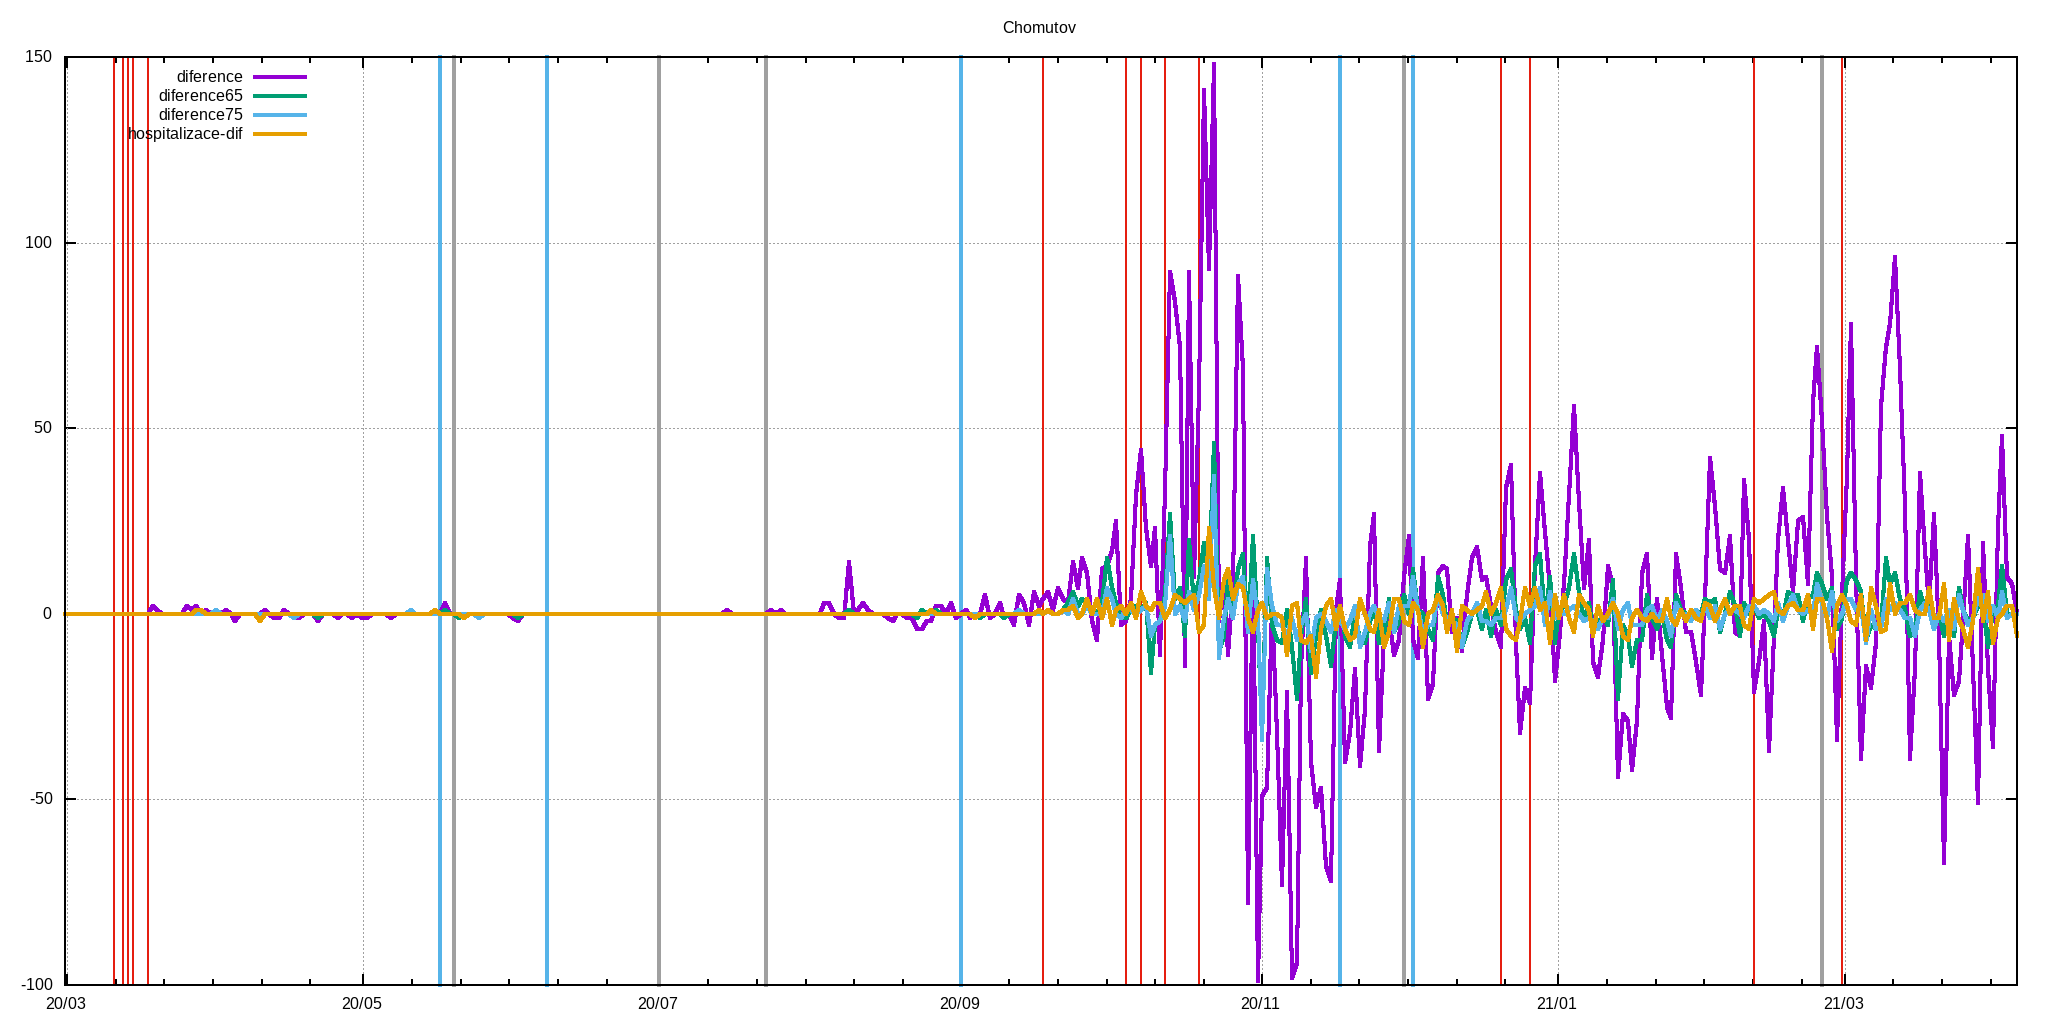 Chomutov
150
diference
diference65
diference75
hospitalizace-dif
100
50
0
-50
-100
20/03 20/05 20/07 20/09 20/11 21/01 21/03